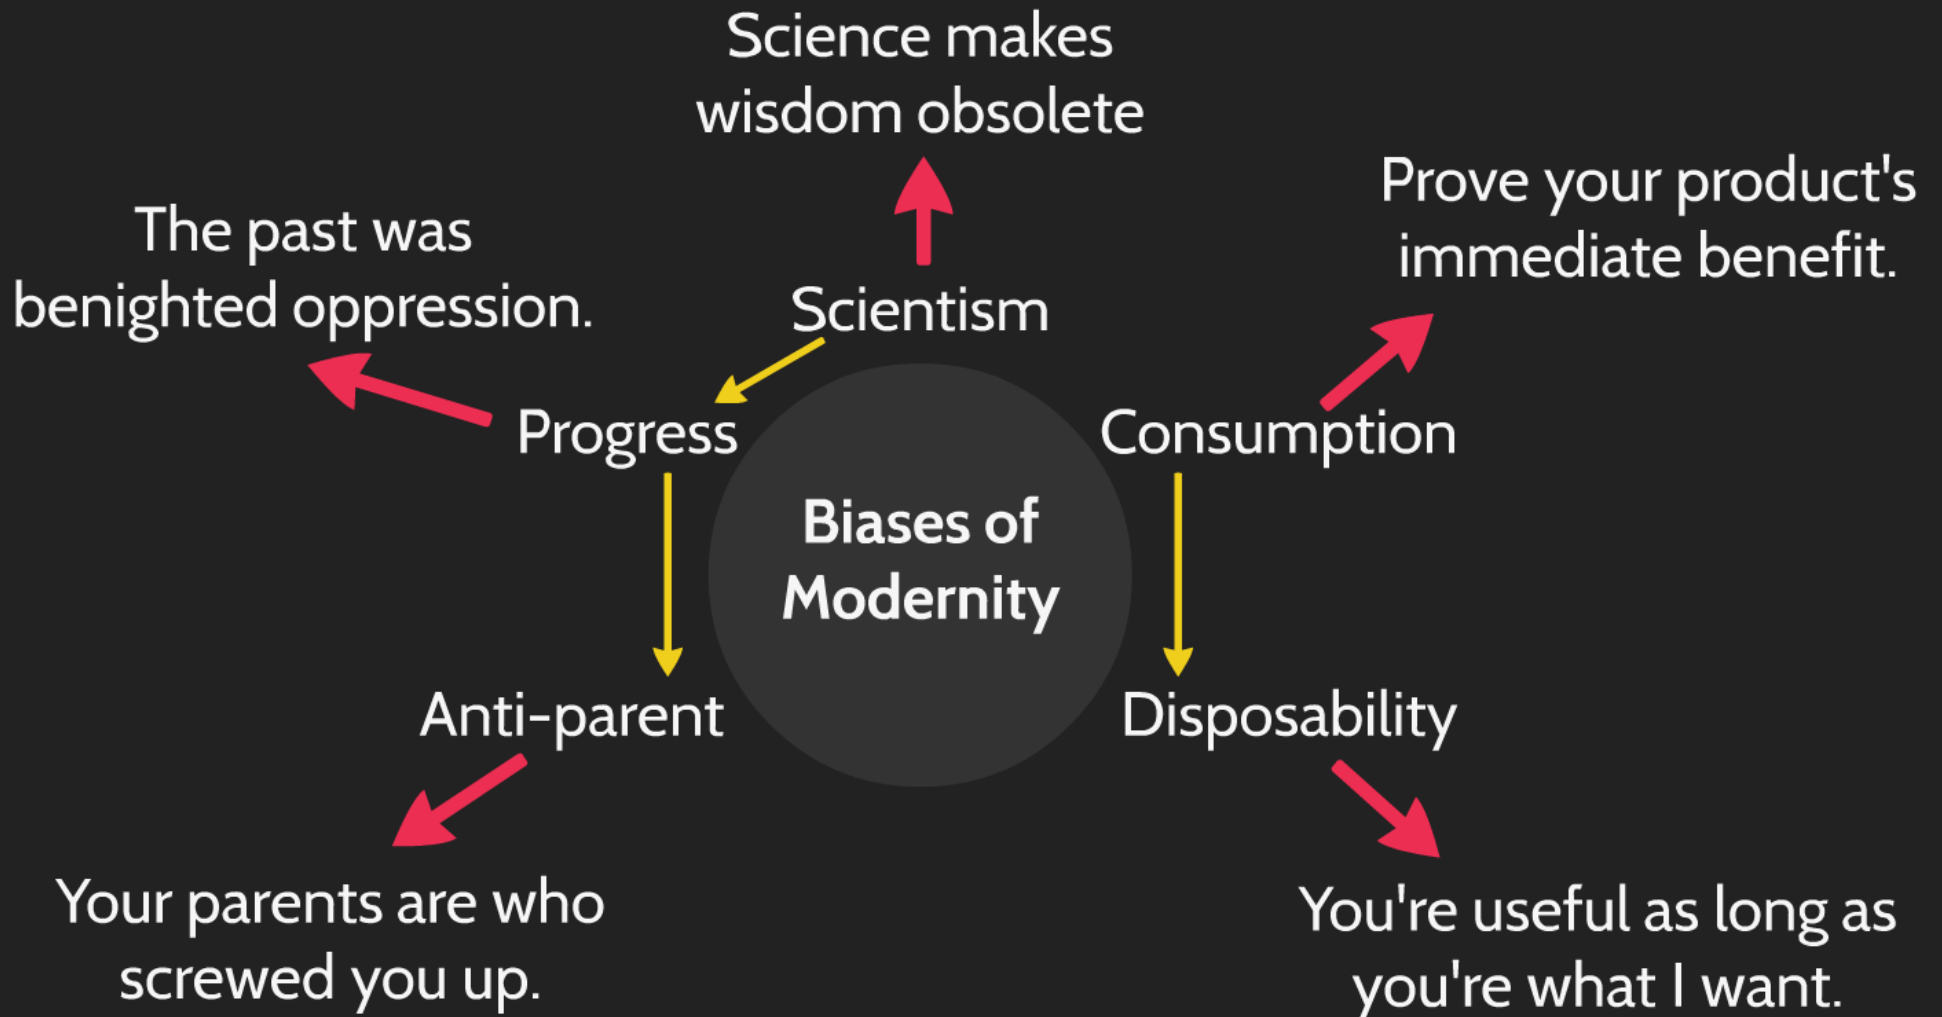 Science makes
wisdom obsolete
Prove your product's
immediate benefit.
The past was
benighted oppression.
Scientism
Progress
Consumption
Biases of
Modernity
Anti-parent
Disposability
Your parents are who
screwed you up.
You're useful as long as
you're what I want.